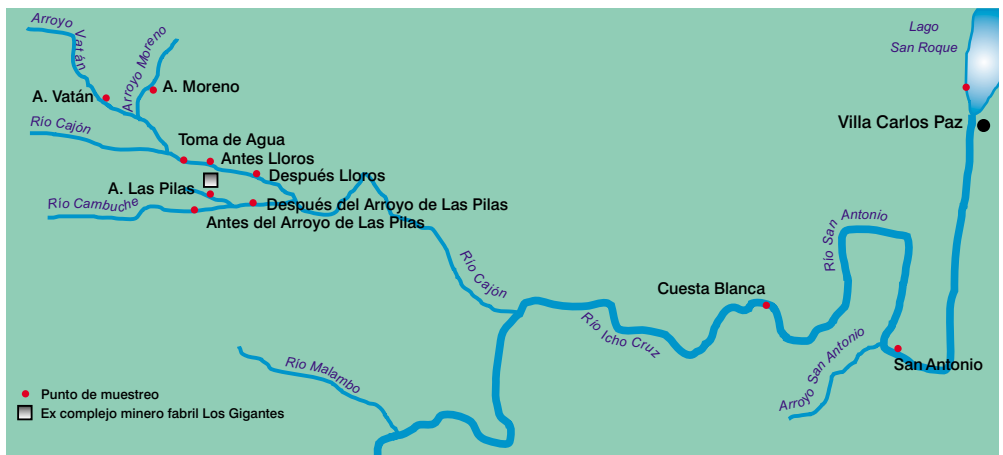 Arroyo Vatán
Arroyo Moreno
A. Moreno
A. Vatán
Río Cajón
Toma de Agua
Antes Lloros
Después Lloros
A. Las Pilas
Río Cambuche
Después del Arroyo de Las Pilas
Antes del Arroyo de Las Pilas
Lago
San Roque
Villa Carlos Paz
Río San Antonio
Río Cajón
Cuesta Blanca
Río Icho Cruz
Río Malambo
San Antonio
Arroyo San Antonio
Punto de muestreo
Ex complejo minero fabril Los Gigantes